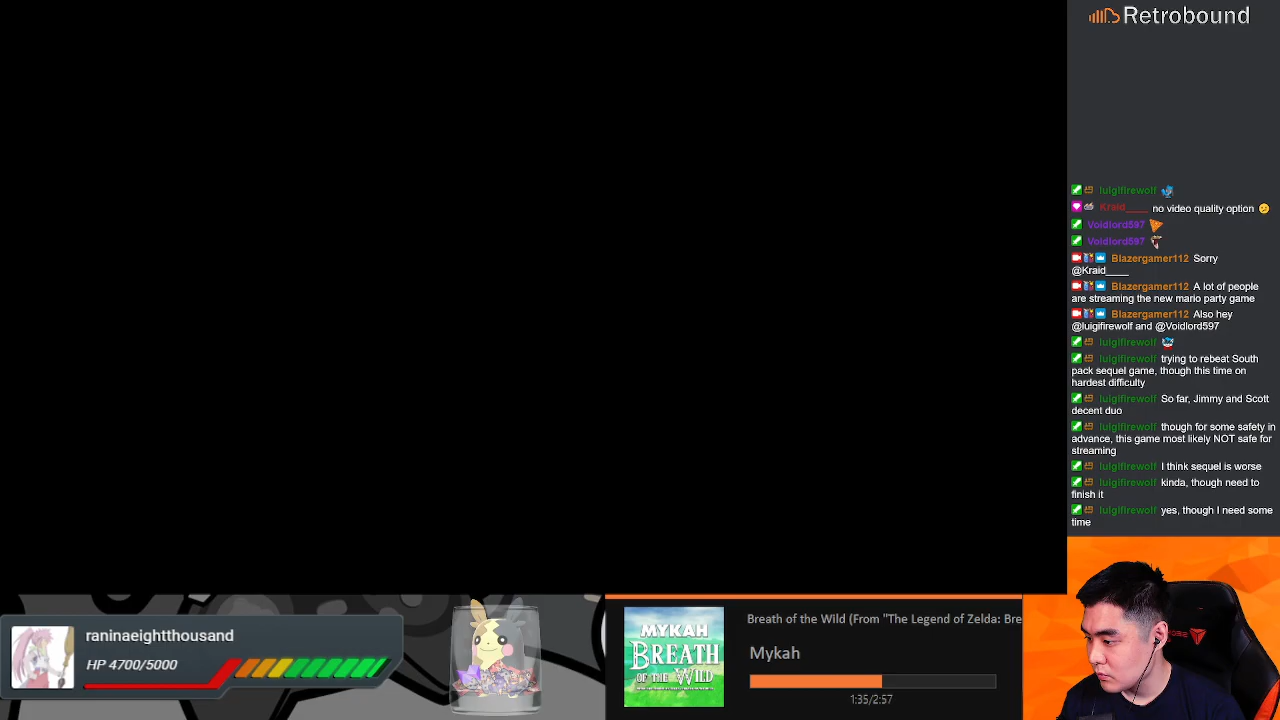 Retrobound
luigifirewolf
Kraid____ no video quality option
Voidlord597
Voidlord597
Blazergamer112 Sorry
@Kraid____
Blazergamer112 A lot of people
are streaming the new mario party game
Blazergamer112 Also hey
@luigifirewolf and @Voidlord597
luigifirewolf
luigifirewolf trying to rebeat South
pack sequel game, though this time on
hardest difficulty
luigifirewolf So far, Jimmy and Scott
decent duo
luigifirewolf though for some safety in
advance, this game most likely NOT safe for
streaming
luigifirewolf I think sequel is worse
luigifirewolf kinda, though need to
finish it
luigifirewolf yes, though I need some
time
raninaeightthousand
HP 4700/5000
MYKAH
BREATH
OF THE WILD
Breath of the Wild (From "The Legend of Zelda: Bre
Mykah
1:35/2:57